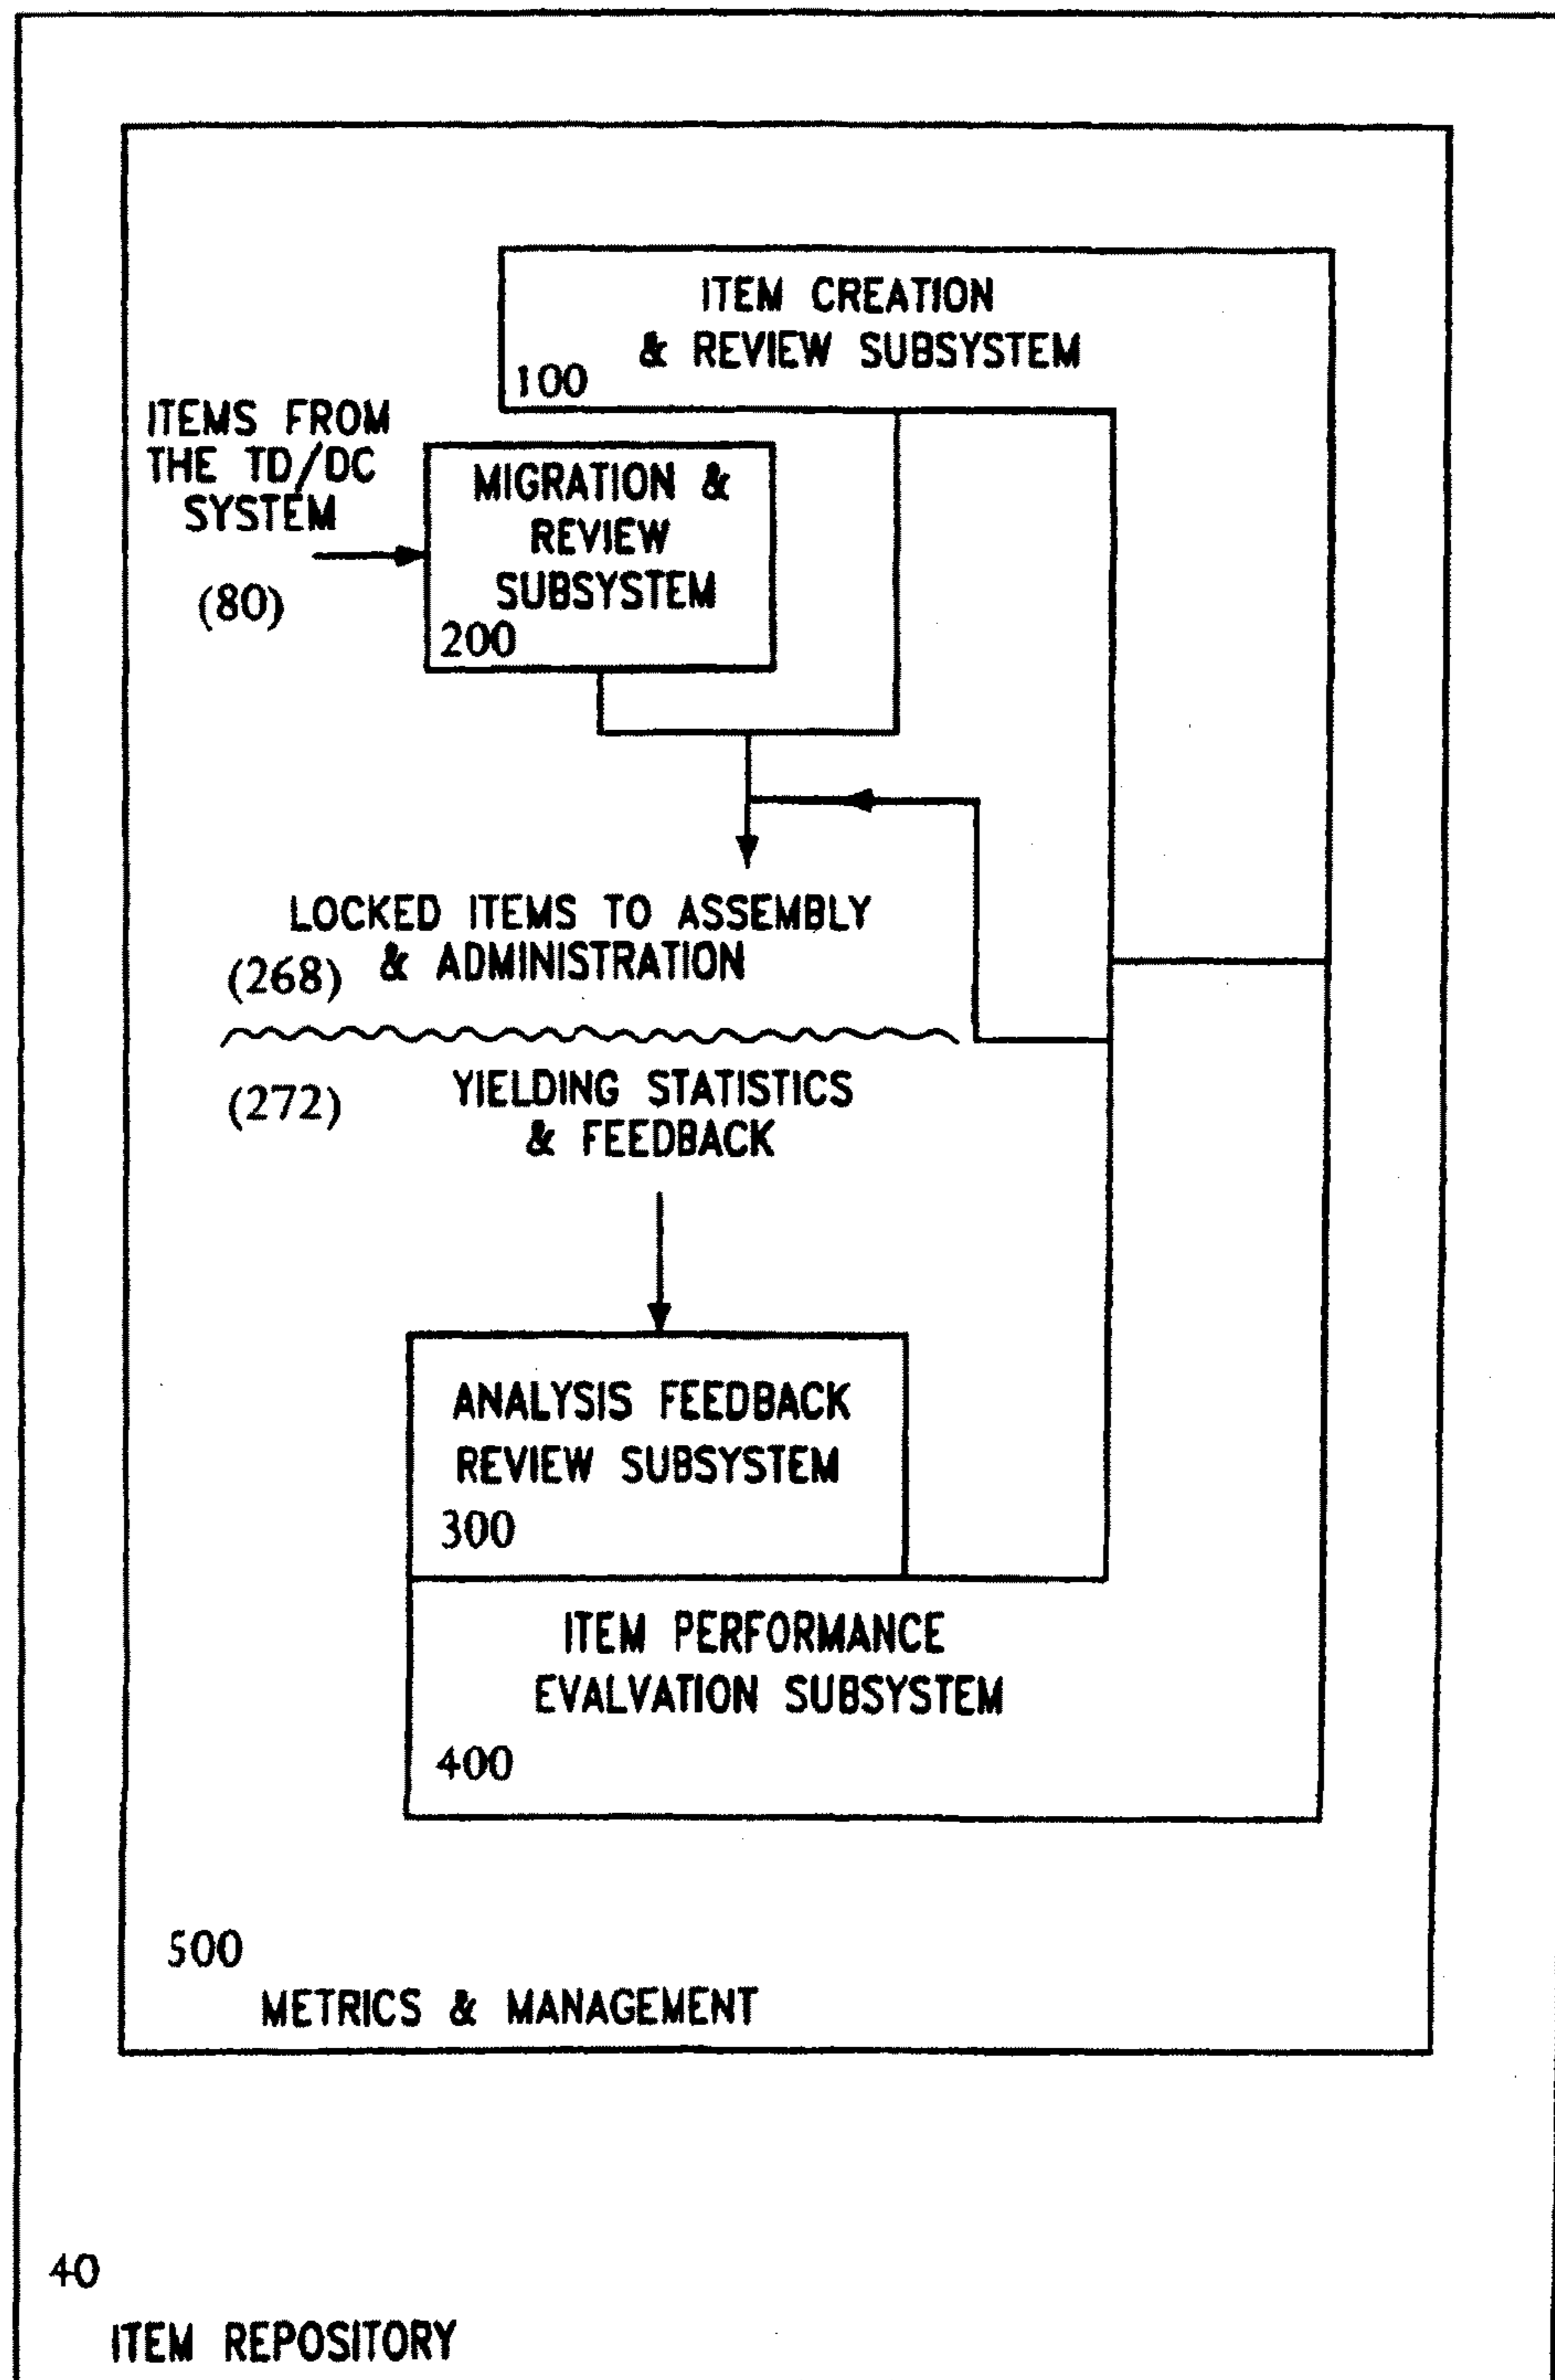 ITEM CREATION
& REVIEW SUBSYSTEM
100
ITEMS FROM
THE TD/DC
SYSTEM
(80)
MIGRATION &
REVIEW
SUBSYSTEM
200
LOCKED ITEMS TO ASSEMBLY
(268) & ADMINISTRATION
(272) YIELDING STATISTICS
& FEEDBACK
ANALYSIS FEEDBACK
REVIEW SUBSYSTEM
300
ITEM PERFORMANCE
EVALVATION SUBSYSTEM
400
500
METRICS & MANAGEMENT
40
ITEM REPOSITORY